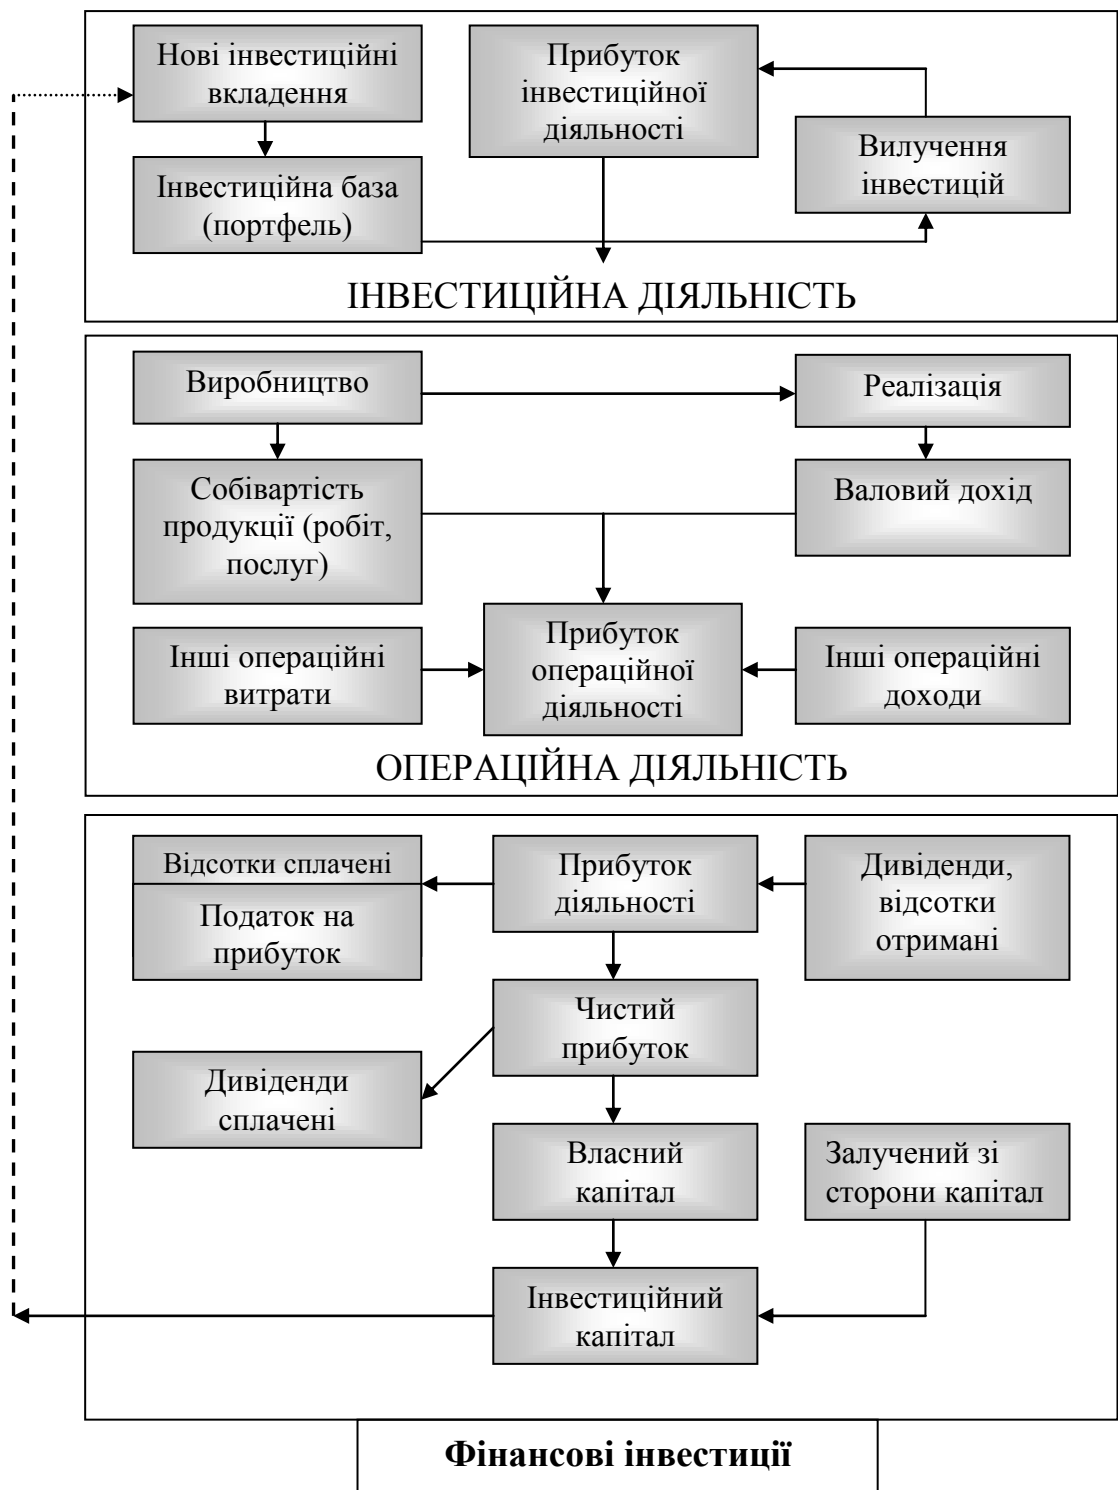 Нові інвестиційні
вкладення
Прибуток
інвестиційної
діяльності
Вилучення
інвестицій
Інвестиційна база
(портфель)
ІНВЕСТИЦІЙНА ДІЯЛЬНІСТЬ
Виробництво
Реалізація
Собівартість
продукції (робіт,
послуг)
Валовий дохід
Інші операційні
витрати
Прибуток
операційної
діяльності
Інші операційні
доходи
ОПЕРАЦІЙНА ДІЯЛЬНІСТЬ
Відсотки сплачені
Податок на
прибуток
Прибуток
діяльності
Дивіденди,
відсотки
отримані
Чистий
прибуток
Дивіденди
сплачені
Власний
капітал
Залучений зі
сторони капітал
Інвестиційний
капітал
Фінансові інвестиції